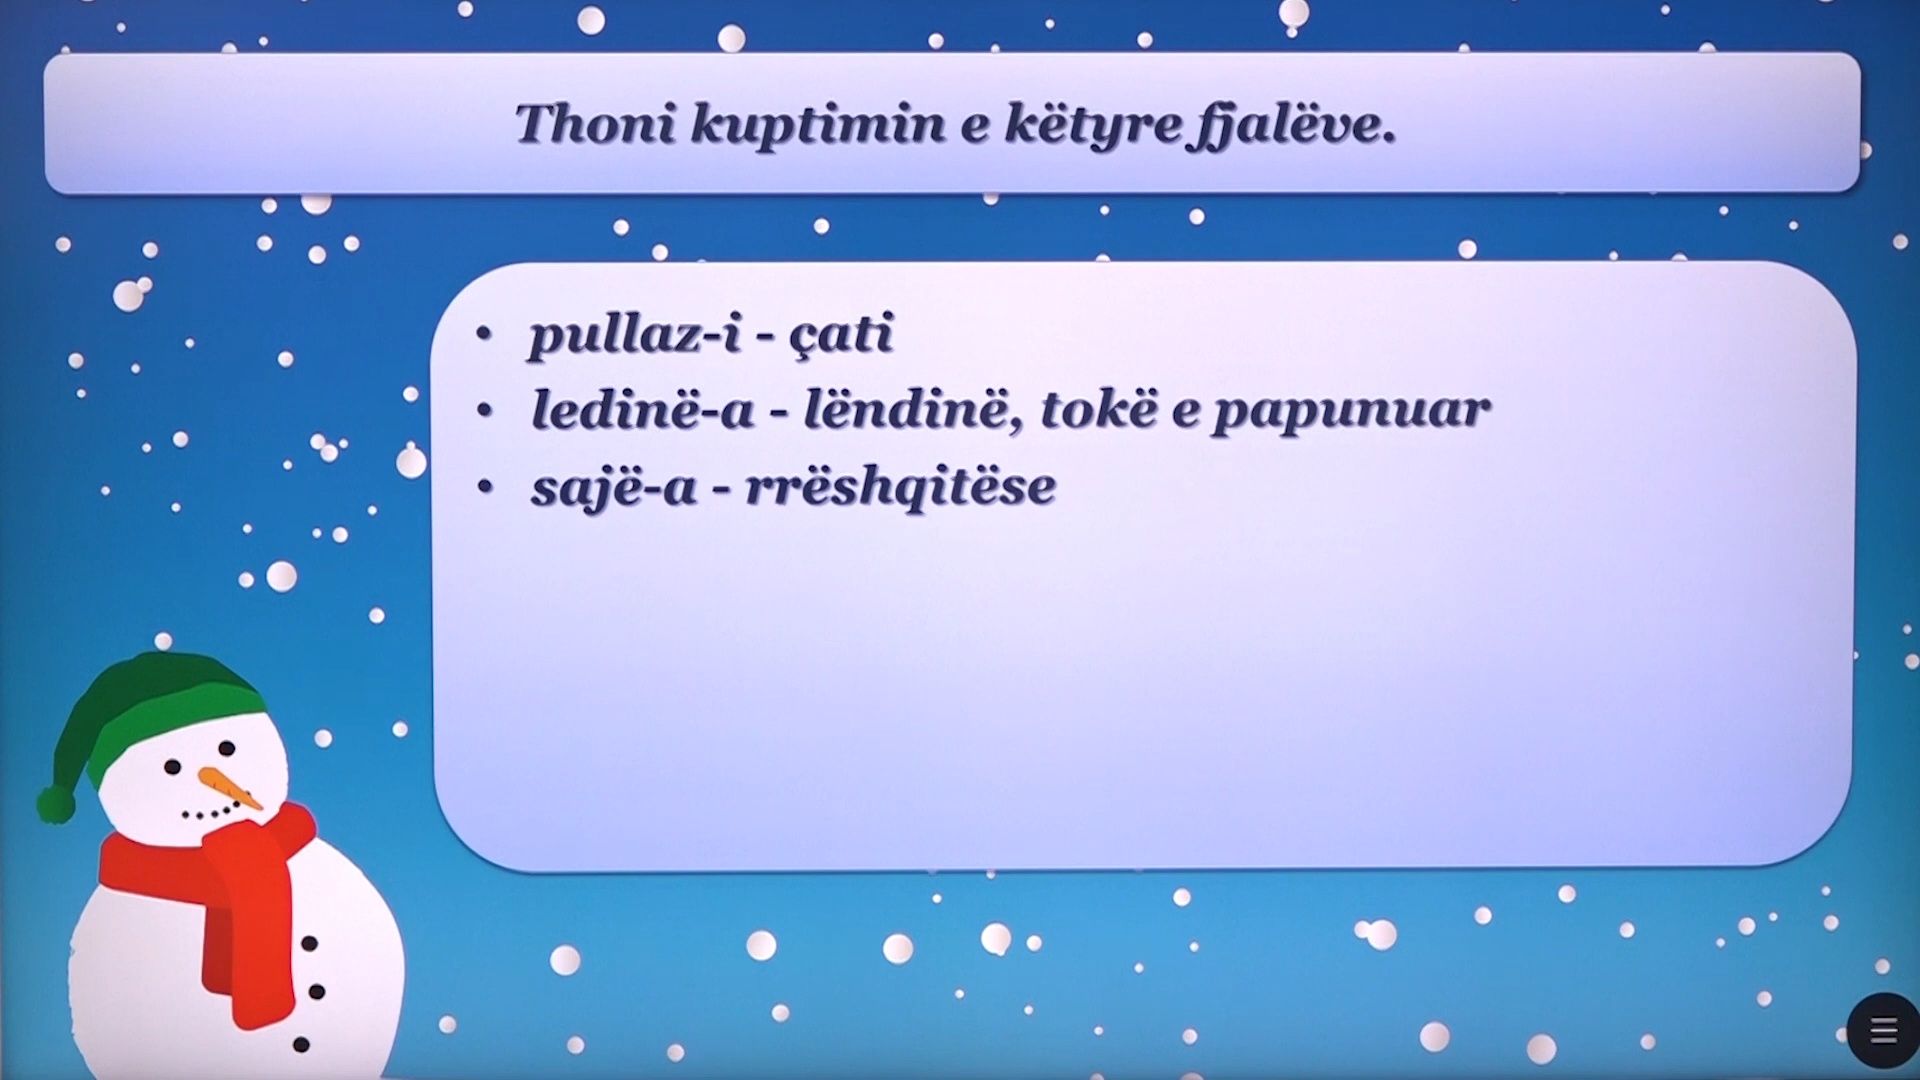 Thoni kuptimin e këtyre fjalëve.
• pullaz-i - çati
• ledinë-a - lëndinë, tokë e papunuar
• sajë-a - rrëshqitëse